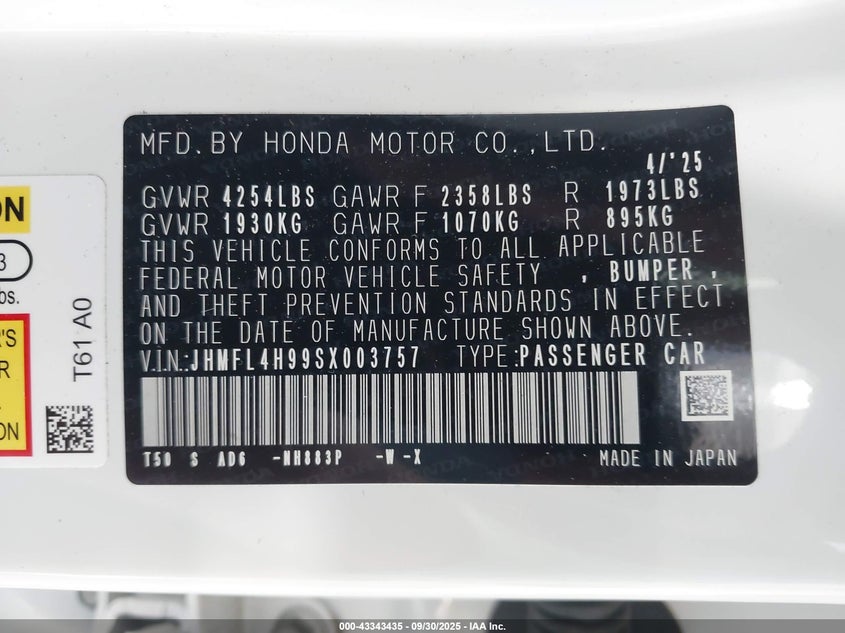 MFD. BY HONDA MOTOR CO., LTD.
4/'25
GVWR 4254LBS GAWR F 2358LBS R 1973LBS
GVWR 1930KG GAWR F 1070KG R 895KG
THIS VEHICLE CONFORMS TO ALL APPLICABLE
FEDERAL MOTOR VEHICLE SAFETY , BUMPER ,
AND THEFT PREVENTION STANDARDS IN EFFECT
ON THE DATE OF MANUFACTURE SHOWN ABOVE.
V.I.N.: JHMFL4H99SX003757 TYPE: PASSENGER CAR
T50 S AD6 -NH883P -W -X
MADE IN JAPAN
ON
3
bs.
T61 A0
'S
R
ON
000-43343435 - 09/30/2025 - IAA, Inc.